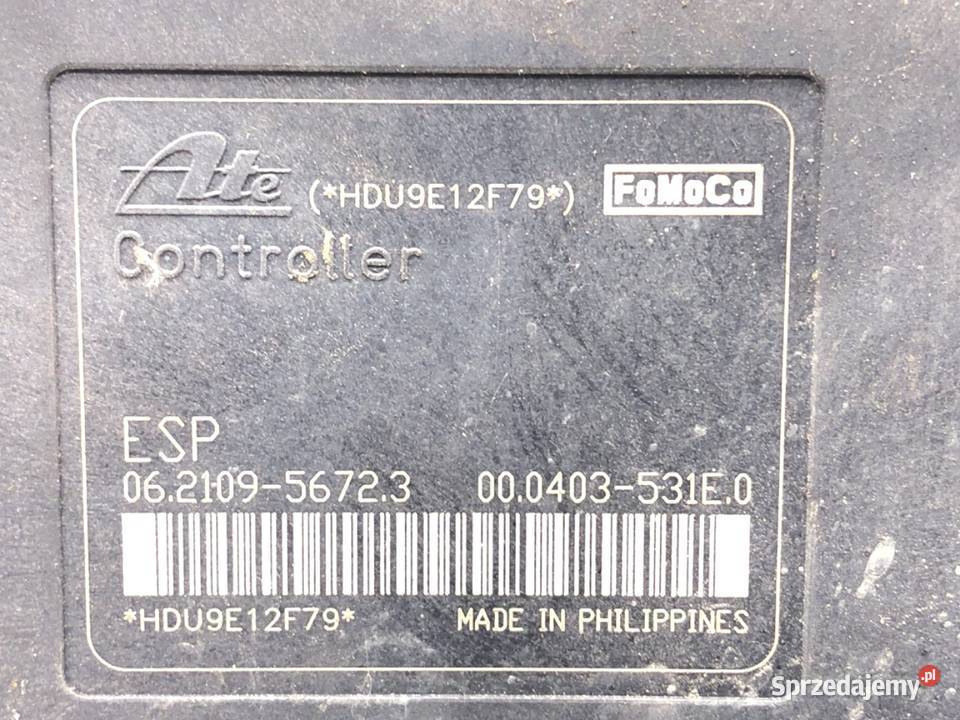 Ate (*HDU9E12F79*) FoMoCo
Controller
ESP
06.2109-5672.3 00.0403-531E.0
*HDU9E12F79* MADE IN PHILIPPINES
Sprzedajemy.pl